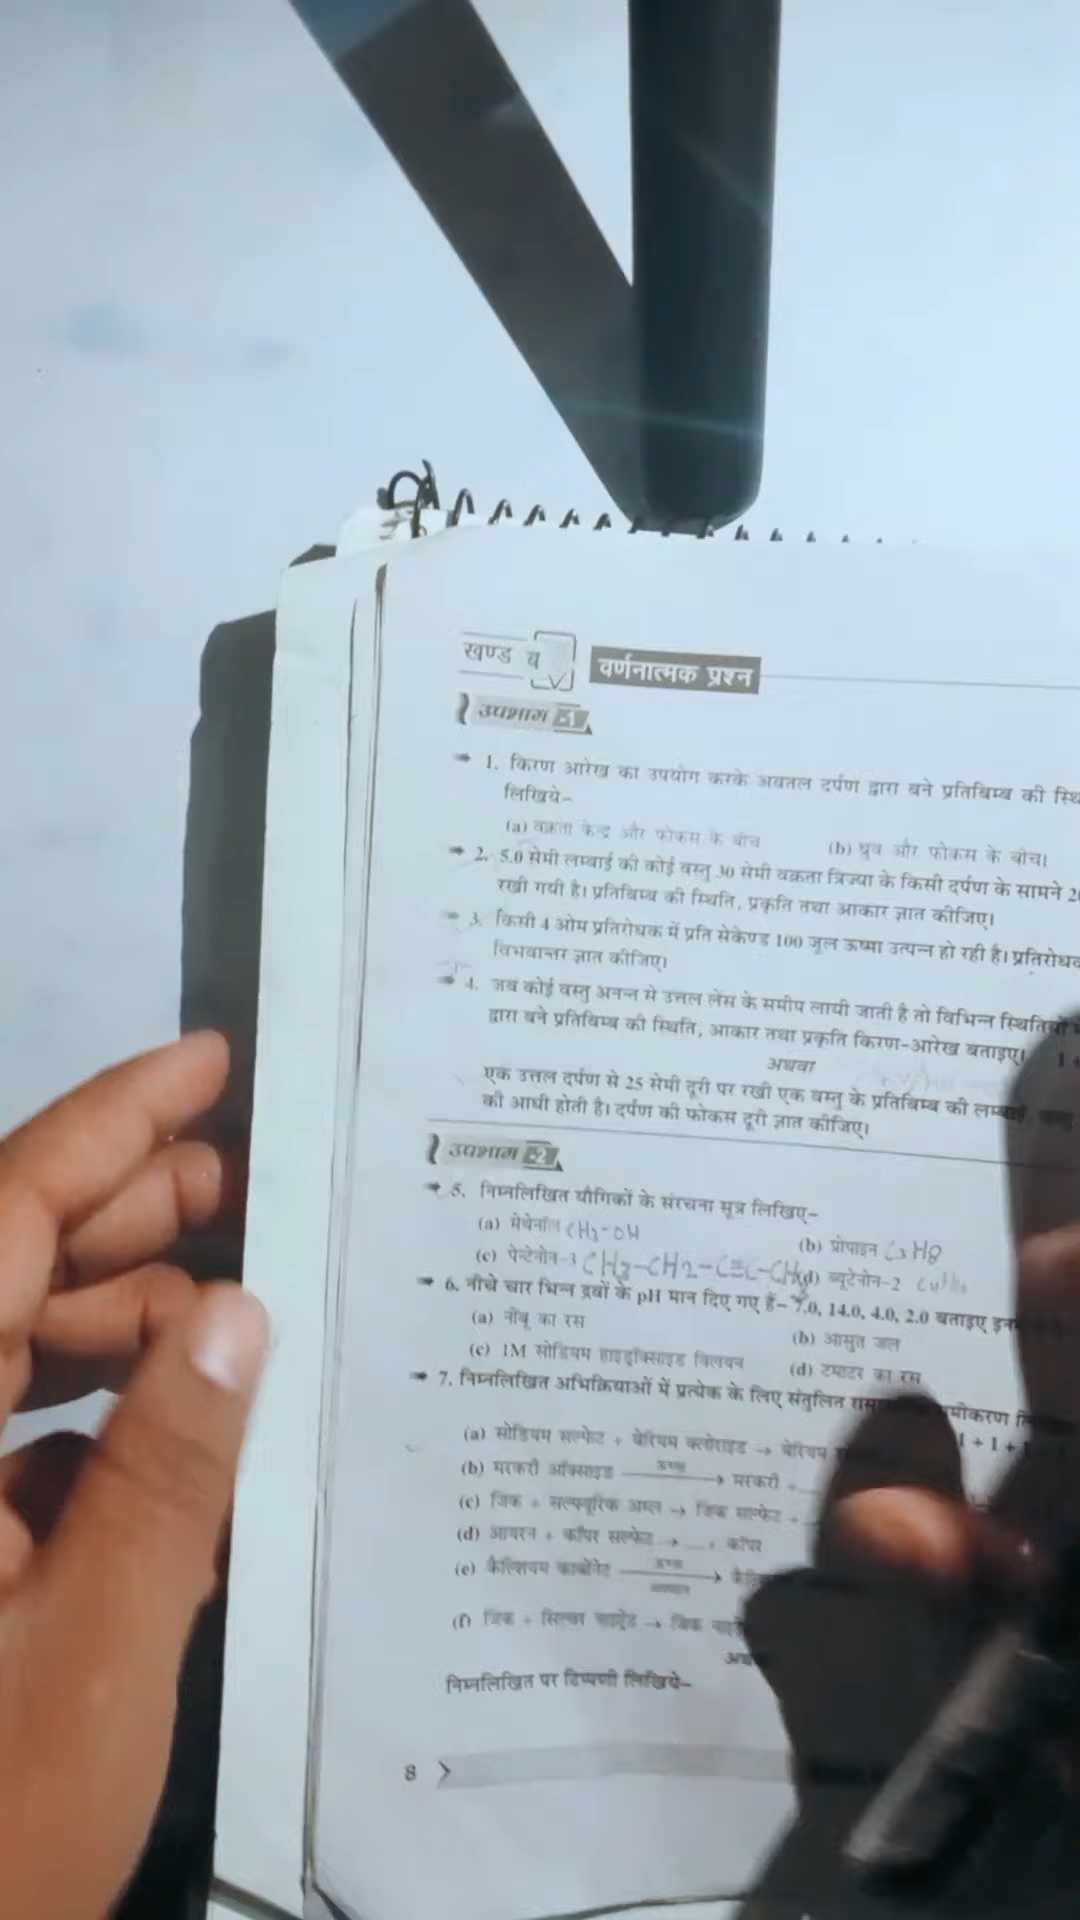 खण्ड ब
वर्णनात्मक प्रश्न
उपभाग -1
1. किरण आरेख का उपयोग करके अवतल दर्पण द्वारा बने प्रतिबिम्ब की
लिखिये–
(a) वक्रता केन्द्र और फोकस के बीच (b) ध्रुव और फोकस के बीच।
2. 5.0 सेमी लम्बाई की कोई वस्तु 30 सेमी वक्रता त्रिज्या के किसी दर्पण के सामने
रखी गयी है। प्रतिबिम्ब की स्थिति, प्रकृति तथा आकार ज्ञात कीजिए।
3. किसी 4 ओम प्रतिरोधक में प्रति सेकेण्ड 100 जूल ऊष्मा उत्पन्न हो रही है।
विभवान्तर ज्ञात कीजिए।
4. जब कोई वस्तु अनन्त से उत्तल लेंस के समीप लायी जाती है तो विभिन्न
द्वारा बने प्रतिबिम्ब की स्थिति, आकार तथा प्रकृति किरण-आरेख बताइए।
अथवा
एक उत्तल दर्पण से 25 सेमी दूरी पर रखी एक वस्तु के प्रतिबिम्ब की
की आधी होती है। दर्पण की फोकस दूरी ज्ञात कीजिए।
उपभाग -2
5. निम्नलिखित यौगिकों के संरचना सूत्र लिखिए–
(a) मेथेनॉल CH3-OH (b) प्रोपाइन C3H8
(c) पेन्टेनोन-3 CH3-CH2-C≡C-CH3 (d) ब्यूटेनोन-2
6. नीचे चार भिन्न द्रवों के pH मान दिए गए हैं– 7.0, 14.0, 4.0, 2.0 बताइए
(a) नींबू का रस (b) आसुत जल
(c) 1M सोडियम हाइड्रॉक्साइड विलयन (d) टमाटर का रस
7. निम्नलिखित अभिक्रियाओं में प्रत्येक के लिए संतुलित
(a) सोडियम सल्फेट + बेरियम क्लोराइड → बेरियम
(b) मरकरी ऑक्साइड ऊष्मा → मरकरी +
(c) जिंक + सल्फ्यूरिक अम्ल → जिंक सल्फेट +
(d) आयरन + कॉपर सल्फेट → ... + कॉपर
(e) कैल्शियम कार्बोनेट ऊष्मा →
(f) जिंक + सिल्वर नाइट्रेट → जिंक
निम्नलिखित पर टिप्पणी लिखिये–
8